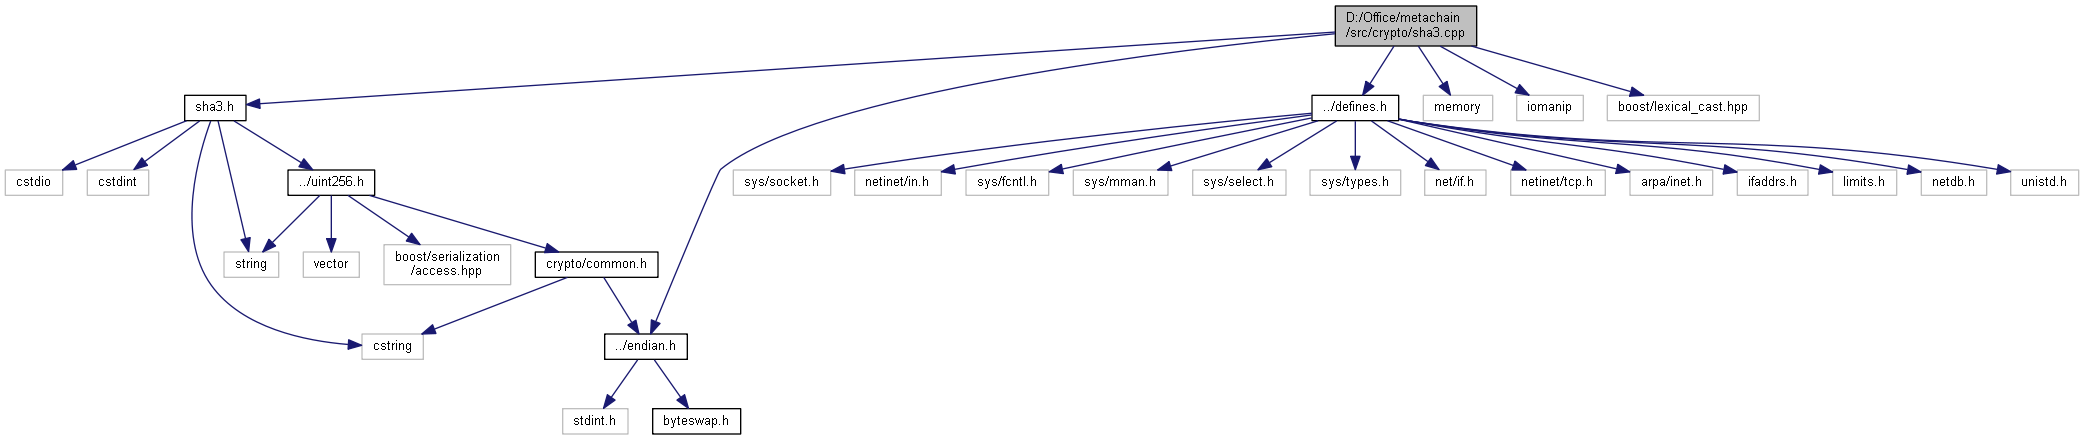 D:/Office/metachain
/src/crypto/sha3.cpp
sha3.h
../defines.h
memory
iomanip
boost/lexical_cast.hpp
cstdio
cstdint
../uint256.h
sys/socket.h
netinet/in.h
sys/fcntl.h
sys/mman.h
sys/select.h
sys/types.h
net/if.h
netinet/tcp.h
arpa/inet.h
ifaddrs.h
limits.h
netdb.h
unistd.h
string
vector
boost/serialization
/access.hpp
crypto/common.h
cstring
../endian.h
stdint.h
byteswap.h